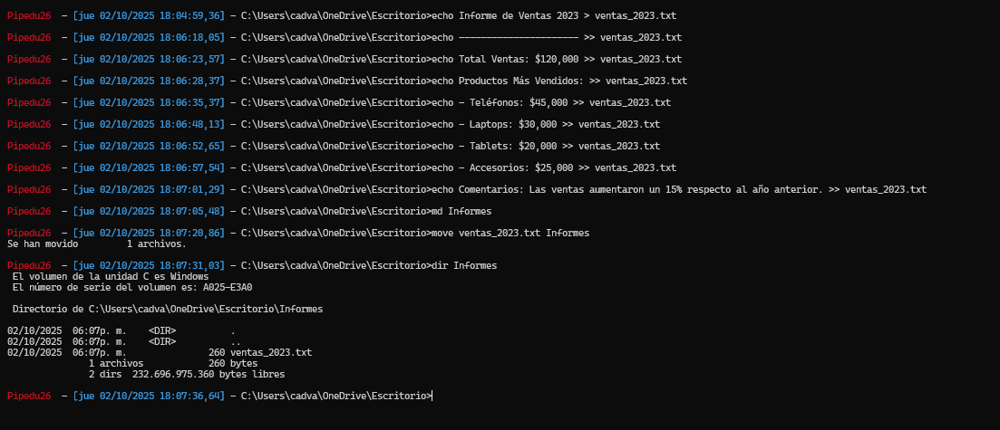 Pipedu26 - [jue 02/10/2025 18:04:59,36] - C:\Users\cadva\OneDrive\Escritorio>echo Informe de Ventas 2023 > ventas_2023.txt
Pipedu26 - [jue 02/10/2025 18:06:18,05] - C:\Users\cadva\OneDrive\Escritorio>echo ---------------------- >> ventas_2023.txt
Pipedu26 - [jue 02/10/2025 18:06:23,57] - C:\Users\cadva\OneDrive\Escritorio>echo Total Ventas: $120,000 >> ventas_2023.txt
Pipedu26 - [jue 02/10/2025 18:06:28,37] - C:\Users\cadva\OneDrive\Escritorio>echo Productos Más Vendidos: >> ventas_2023.txt
Pipedu26 - [jue 02/10/2025 18:06:35,37] - C:\Users\cadva\OneDrive\Escritorio>echo - Teléfonos: $45,000 >> ventas_2023.txt
Pipedu26 - [jue 02/10/2025 18:06:48,13] - C:\Users\cadva\OneDrive\Escritorio>echo - Laptops: $30,000 >> ventas_2023.txt
Pipedu26 - [jue 02/10/2025 18:06:52,65] - C:\Users\cadva\OneDrive\Escritorio>echo - Tablets: $20,000 >> ventas_2023.txt
Pipedu26 - [jue 02/10/2025 18:06:57,54] - C:\Users\cadva\OneDrive\Escritorio>echo - Accesorios: $25,000 >> ventas_2023.txt
Pipedu26 - [jue 02/10/2025 18:07:01,29] - C:\Users\cadva\OneDrive\Escritorio>echo Comentarios: Las ventas aumentaron un 15% respecto al año anterior. >> ventas_2023.txt
Pipedu26 - [jue 02/10/2025 18:07:05,48] - C:\Users\cadva\OneDrive\Escritorio>md Informes
Pipedu26 - [jue 02/10/2025 18:07:20,86] - C:\Users\cadva\OneDrive\Escritorio>move ventas_2023.txt Informes
Se han movido         1 archivos.
Pipedu26 - [jue 02/10/2025 18:07:31,03] - C:\Users\cadva\OneDrive\Escritorio>dir Informes
El volumen de la unidad C es Windows
El número de serie del volumen es: A025-E3A0
Directorio de C:\Users\cadva\OneDrive\Escritorio\Informes
02/10/2025  06:07p. m.    <DIR>          .
02/10/2025  06:07p. m.    <DIR>          ..
02/10/2025  06:07p. m.               260 ventas_2023.txt
1 archivos            260 bytes
2 dirs  232.696.975.360 bytes libres
Pipedu26 - [jue 02/10/2025 18:07:36,64] - C:\Users\cadva\OneDrive\Escritorio>